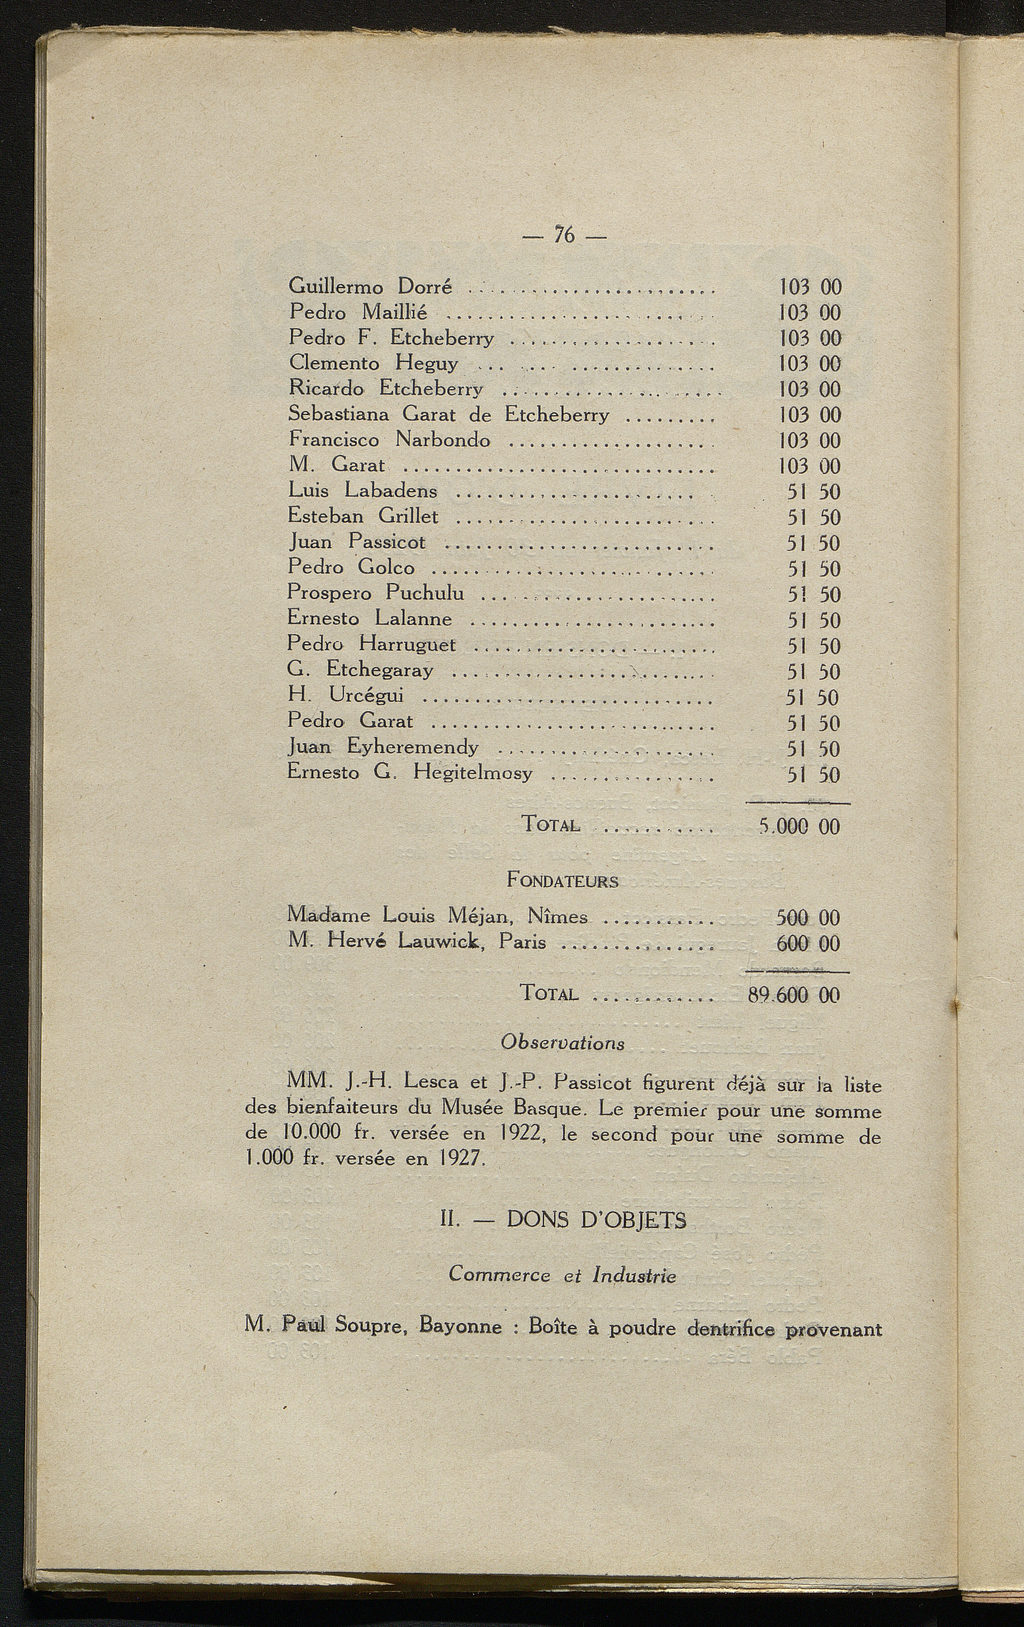 — 76 —
Guillermo Dorré ........................ 103 00
Pedro Maillié .......................... 103 00
Pedro F. Etcheberry .................... 103 00
Clemento Heguy ........................ 103 00
Ricardo Etcheberry ..................... 103 00
Sebastiana Garat de Etcheberry ......... 103 00
Francisco Narbondo .................... 103 00
M. Garat .............................. 103 00
Luis Labadens ......................... 51 50
Esteban Grillet ......................... 51 50
Juan Passicot .......................... 51 50
Pedro Golco ........................... 51 50
Prospero Puchulu ....................... 51 50
Ernesto Lalanne ........................ 51 50
Pedro Harruguet ........................ 51 50
G. Etchegaray ......................... 51 50
H. Urcégui ............................ 51 50
Pedro Garat ........................... 51 50
Juan Eyheremendy ..................... 51 50
Ernesto G. Hegitelmosy ................ 51 50
TOTAL ........... 5.000 00
FONDATEURS
Madame Louis Méjan, Nîmes ........... 500 00
M. Hervé Lauwick, Paris ............... 600 00
TOTAL ............ 89.600 00
Observations
MM. J.-H. Lesca et J.-P. Passicot figurent déjà sur la liste
des bienfaiteurs du Musée Basque. Le premier pour une somme
de 10.000 fr. versée en 1922, le second pour une somme de
1.000 fr. versée en 1927.
II. — DONS D'OBJETS
Commerce et Industrie
M. Paul Soupre, Bayonne : Boîte à poudre dentrifice provenant